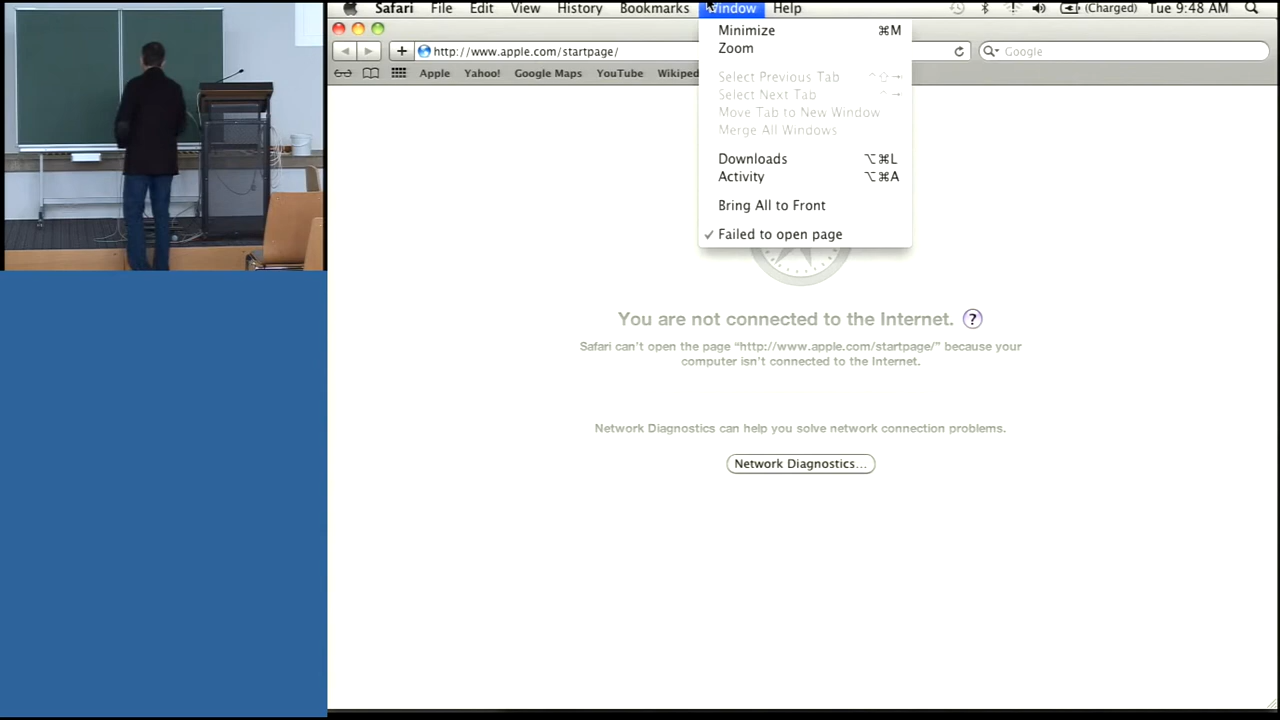 Safari File Edit View History Bookmarks Window Help (Charged) Tue 9:48 AM
http://www.apple.com/startpage/ Google
Apple Yahoo! Google Maps YouTube Wikiped
Minimize ⌘M
Zoom
Select Previous Tab ⌃⇧⇥
Select Next Tab ⌃⇥
Move Tab to New Window
Merge All Windows
Downloads ⌥⌘L
Activity ⌥⌘A
Bring All to Front
✓ Failed to open page
You are not connected to the Internet. ?
Safari can't open the page “http://www.apple.com/startpage/” because your
computer isn't connected to the Internet.
Network Diagnostics can help you solve network connection problems.
Network Diagnostics...